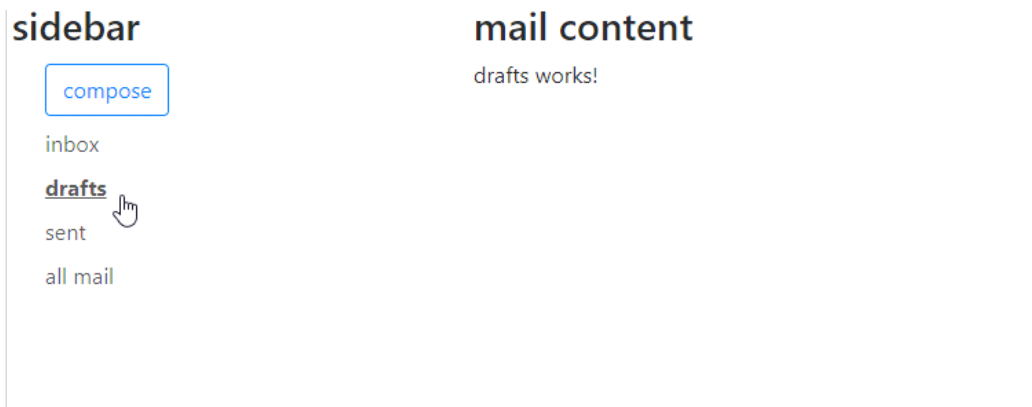 sidebar
compose
inbox
drafts
sent
all mail
mail content
drafts works!